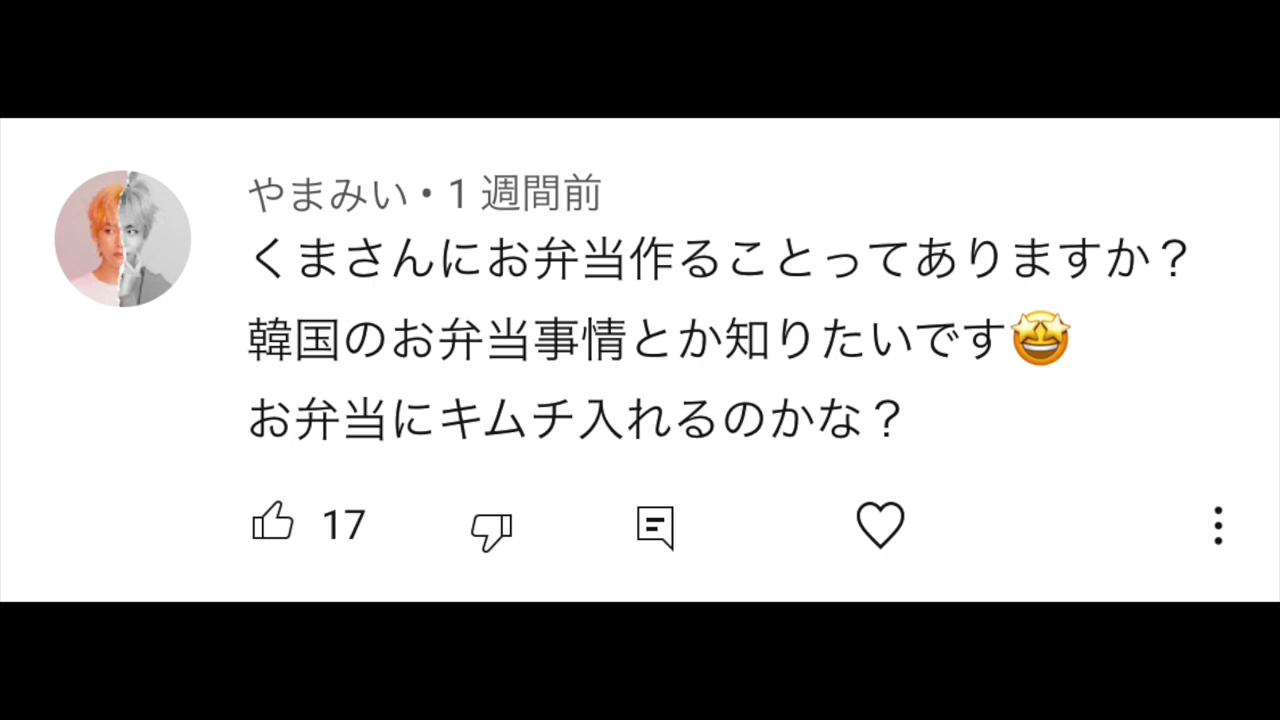 やまみい • 1 週間前
くまさんにお弁当作ることってありますか？
韓国のお弁当事情とか知りたいです🤩
お弁当にキムチ入れるのかな？
17